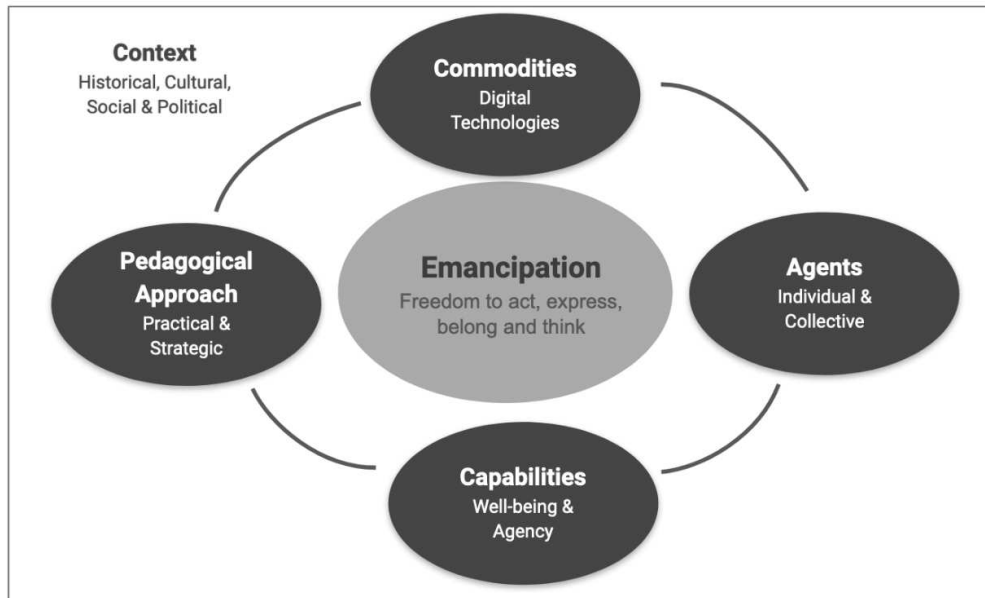 Context
Historical, Cultural,
Social & Political
Commodities
Digital
Technologies
Pedagogical
Approach
Practical &
Strategic
Emancipation
Freedom to act, express,
belong and think
Agents
Individual &
Collective
Capabilities
Well-being &
Agency